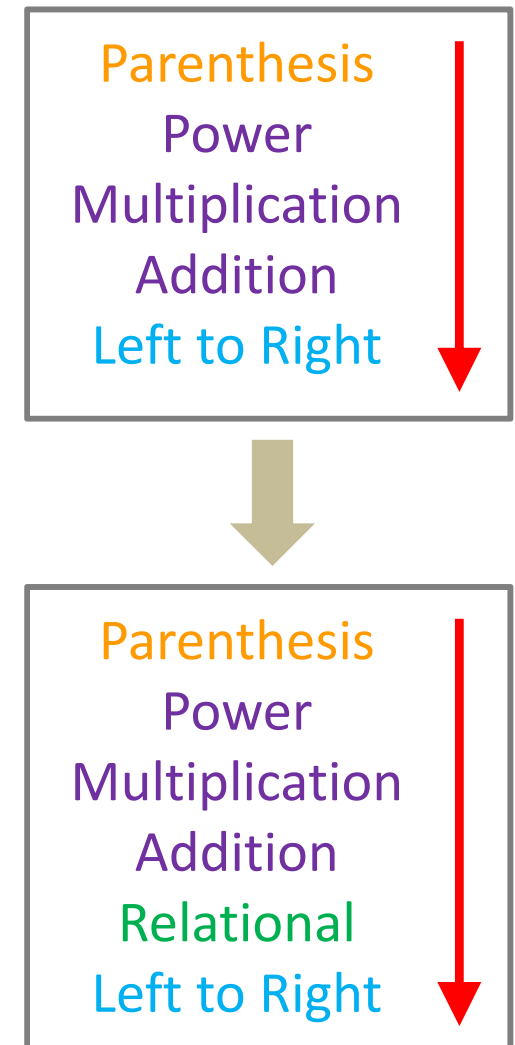 Parenthesis
Power
Multiplication
Addition
Left to Right
Parenthesis
Power
Multiplication
Addition
Relational
Left to Right